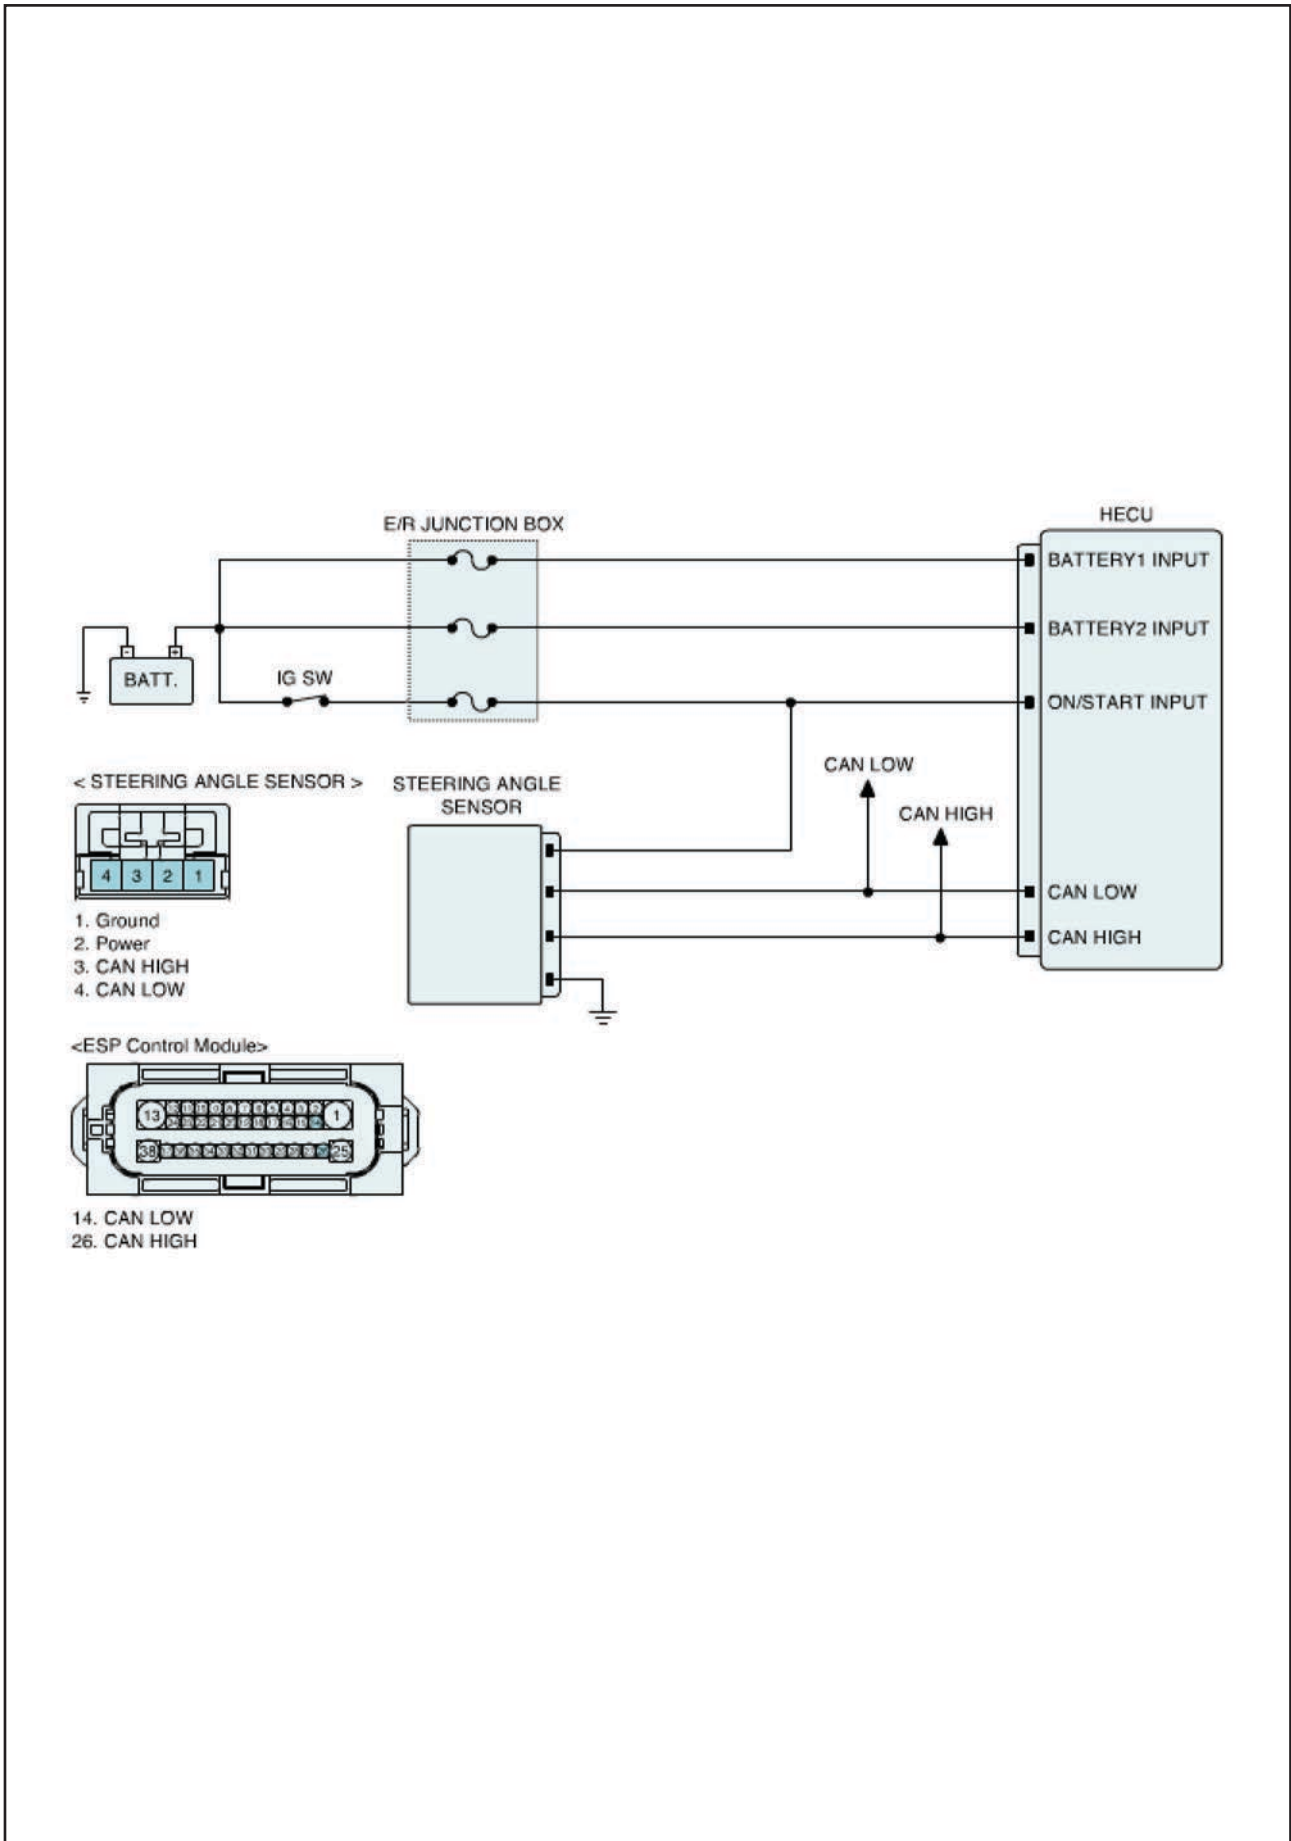 HECU
E/R JUNCTION BOX
BATTERY1 INPUT
BATTERY2 INPUT
- +
BATT.
IG SW
ON/START INPUT
CAN LOW
CAN HIGH
< STEERING ANGLE SENSOR >
STEERING ANGLE
SENSOR
4 3 2 1
CAN LOW
CAN HIGH
1. Ground
2. Power
3. CAN HIGH
4. CAN LOW
<ESP Control Module>
13 1
38 25
14. CAN LOW
26. CAN HIGH